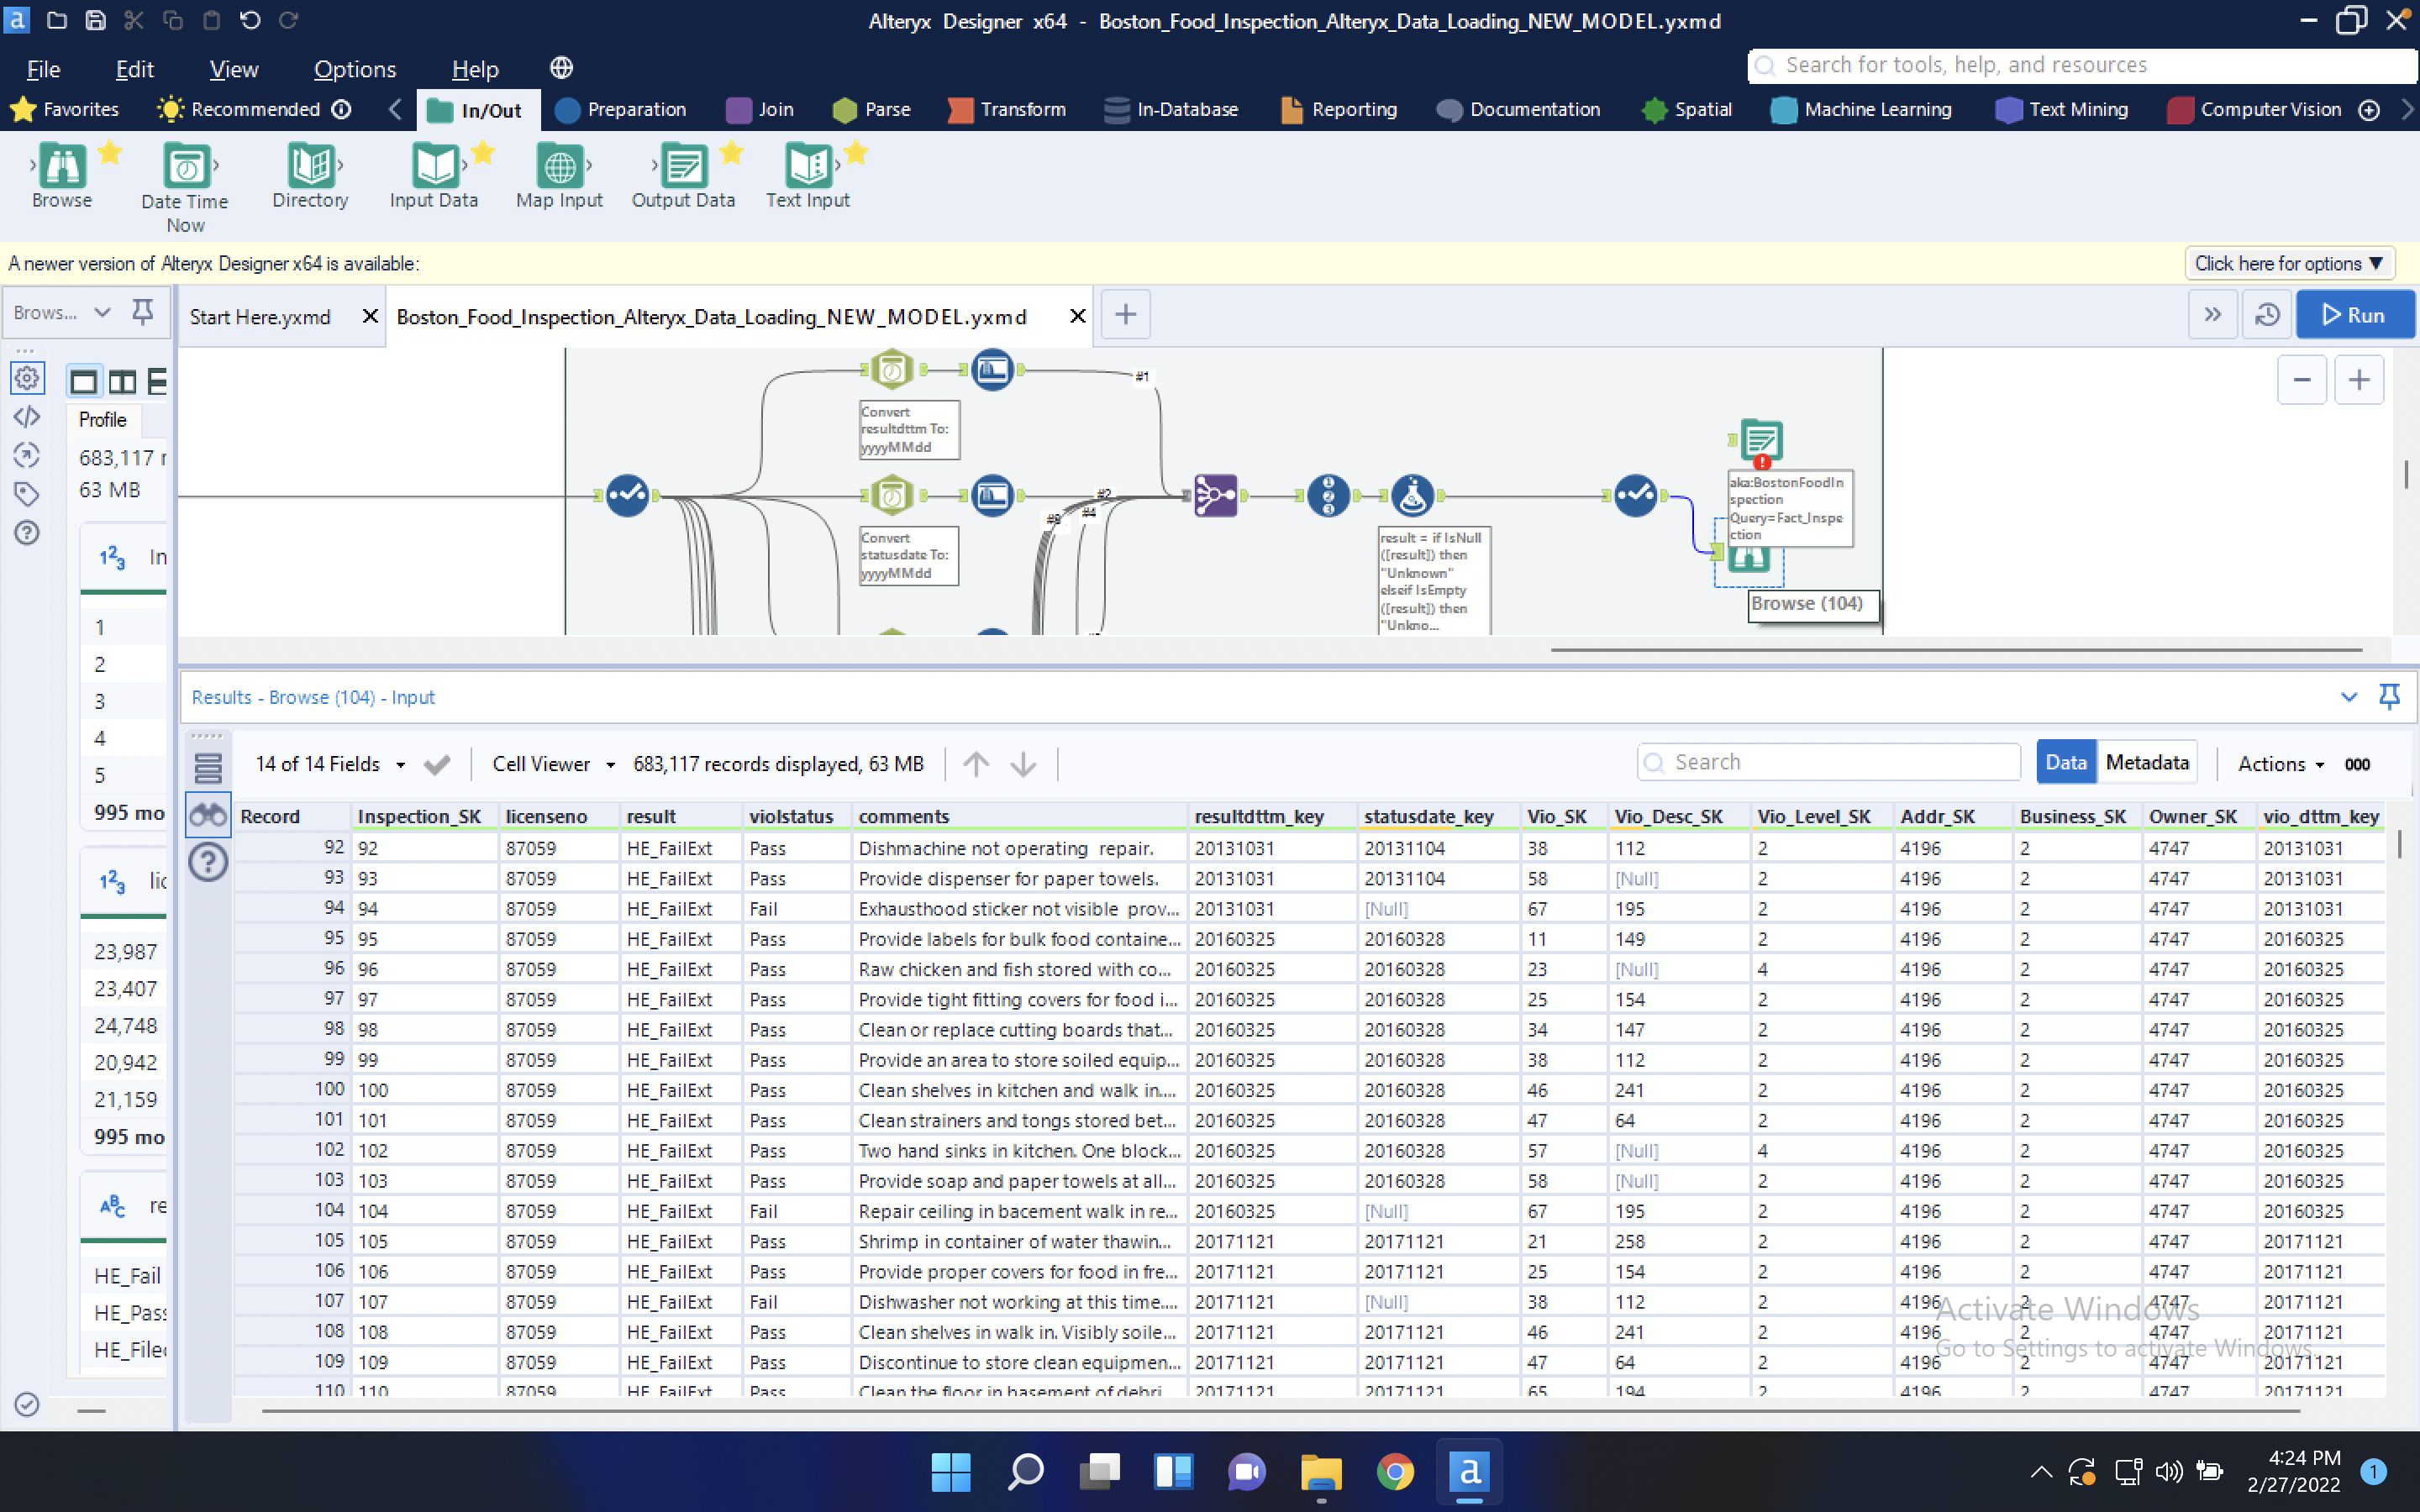 a Alteryx Designer x64 - Boston_Food_Inspection_Alteryx_Data_Loading_NEW_MODEL.yxmd
File Edit View Options Help Search for tools, help, and resources
Favorites Recommended In/Out Preparation Join Parse Transform In-Database Reporting Documentation Spatial Machine Learning Text Mining Computer Vision
Browse Date Time Now Directory Input Data Map Input Output Data Text Input
A newer version of Alteryx Designer x64 is available: Click here for options ▼
Brows... Start Here.yxmd Boston_Food_Inspection_Alteryx_Data_Loading_NEW_MODEL.yxmd Run
Profile
683,117 r
63 MB
123 In
1
2
3
4
5
995 mo
123 lic
23,987
23,407
24,748
20,942
21,159
995 mo
ABC re
HE_Fail
HE_Pass
HE_Filed
#1
Convert
resultdttm To:
yyyyMMdd
#2
#4
Convert
statusdate To:
yyyyMMdd
1
2
3
result = if IsNull
([result]) then
"Unknown"
elseif IsEmpty
([result]) then
"Unkno...
aka:BostonFoodIn
spection
Query=Fact_Inspe
ction
Browse (104)
Results - Browse (104) - Input
14 of 14 Fields Cell Viewer 683,117 records displayed, 63 MB Search Data Metadata Actions 000
Record Inspection_SK licenseno result violstatus comments resultdttm_key statusdate_key Vio_SK Vio_Desc_SK Vio_Level_SK Addr_SK Business_SK Owner_SK vio_dttm_key
92 92 87059 HE_FailExt Pass Dishmachine not operating repair. 20131031 20131104 38 112 2 4196 2 4747 20131031
93 93 87059 HE_FailExt Pass Provide dispenser for paper towels. 20131031 20131104 58 [Null] 2 4196 2 4747 20131031
94 94 87059 HE_FailExt Fail Exhausthood sticker not visible prov... 20131031 [Null] 67 195 2 4196 2 4747 20131031
95 95 87059 HE_FailExt Pass Provide labels for bulk food containe... 20160325 20160328 11 149 2 4196 2 4747 20160325
96 96 87059 HE_FailExt Pass Raw chicken and fish stored with co... 20160325 20160328 23 [Null] 4 4196 2 4747 20160325
97 97 87059 HE_FailExt Pass Provide tight fitting covers for food i... 20160325 20160328 25 154 2 4196 2 4747 20160325
98 98 87059 HE_FailExt Pass Clean or replace cutting boards that... 20160325 20160328 34 147 2 4196 2 4747 20160325
99 99 87059 HE_FailExt Pass Provide an area to store soiled equip... 20160325 20160328 38 112 2 4196 2 4747 20160325
100 100 87059 HE_FailExt Pass Clean shelves in kitchen and walk in.... 20160325 20160328 46 241 2 4196 2 4747 20160325
101 101 87059 HE_FailExt Pass Clean strainers and tongs stored bet... 20160325 20160328 47 64 2 4196 2 4747 20160325
102 102 87059 HE_FailExt Pass Two hand sinks in kitchen. One block... 20160325 20160328 57 [Null] 4 4196 2 4747 20160325
103 103 87059 HE_FailExt Pass Provide soap and paper towels at all... 20160325 20160328 58 [Null] 2 4196 2 4747 20160325
104 104 87059 HE_FailExt Fail Repair ceiling in bacement walk in re... 20160325 [Null] 67 195 2 4196 2 4747 20160325
105 105 87059 HE_FailExt Pass Shrimp in container of water thawin... 20171121 20171121 21 258 2 4196 2 4747 20171121
106 106 87059 HE_FailExt Pass Provide proper covers for food in fre... 20171121 20171121 25 154 2 4196 2 4747 20171121
107 107 87059 HE_FailExt Fail Dishwasher not working at this time.... 20171121 [Null] 38 112 2 4196 2 4747 20171121
108 108 87059 HE_FailExt Pass Clean shelves in walk in. Visibly soile... 20171121 20171121 46 241 2 4196 2 4747 20171121
109 109 87059 HE_FailExt Pass Discontinue to store clean equipmen... 20171121 20171121 47 64 2 4196 2 4747 20171121
110 110 87059 HE_FailExt Pass Clean the floor in basement of debri 20171121 20171121 65 194 2 4196 2 4747 20171121
Activate Windows
Go to Settings to activate Windows.
a
4:24 PM
2/27/2022
1